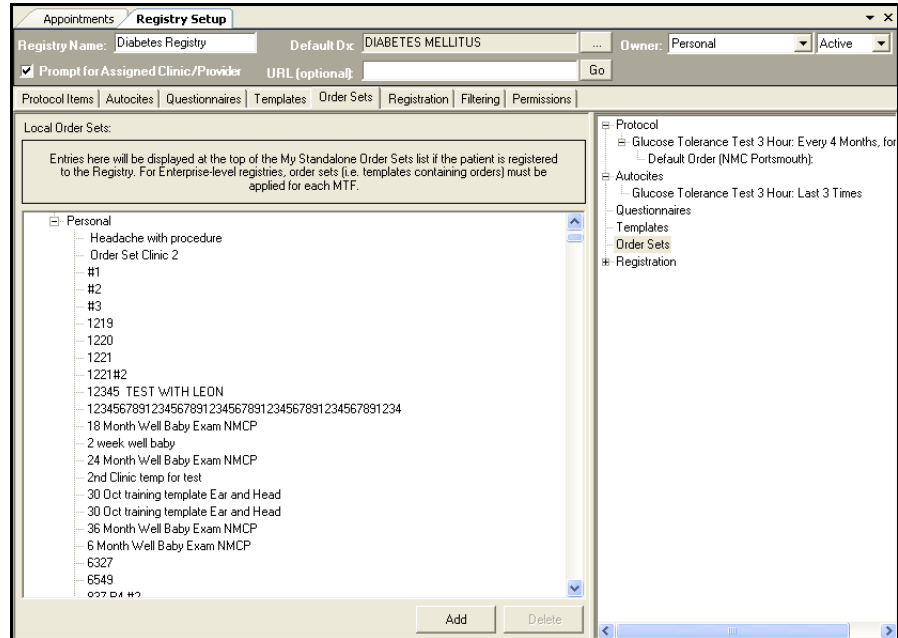 Appointments Registry Setup
Registry Name: Diabetes Registry Default Dx: DIABETES MELLITUS ... Owner: Personal Active
Prompt for Assigned Clinic/Provider URL (optional): Go
Protocol Items Autocites Questionnaires Templates Order Sets Registration Filtering Permissions
Local Order Sets:
Entries here will be displayed at the top of the My Standalone Order Sets list if the patient is registered
to the Registry. For Enterprise-level registries, order sets (i.e. templates containing orders) must be
applied for each MTF.
Personal
Headache with procedure
Order Set Clinic 2
#1
#2
#3
1219
1220
1221
1221#2
12345 TEST WITH LEON
12345678912345678912345678912345678912345678912​34
18 Month Well Baby Exam NMCP
2 week well baby
24 Month Well Baby Exam NMCP
2nd Clinic temp for test
30 Oct training template Ear and Head
30 Oct training template Ear and Head
36 Month Well Baby Exam NMCP
6 Month Well Baby Exam NMCP
6327
6549
Add Delete
Protocol
Glucose Tolerance Test 3 Hour: Every 4 Months, for
Default Order (NMC Portsmouth):
Autocites
Glucose Tolerance Test 3 Hour: Last 3 Times
Questionnaires
Templates
Order Sets
Registration